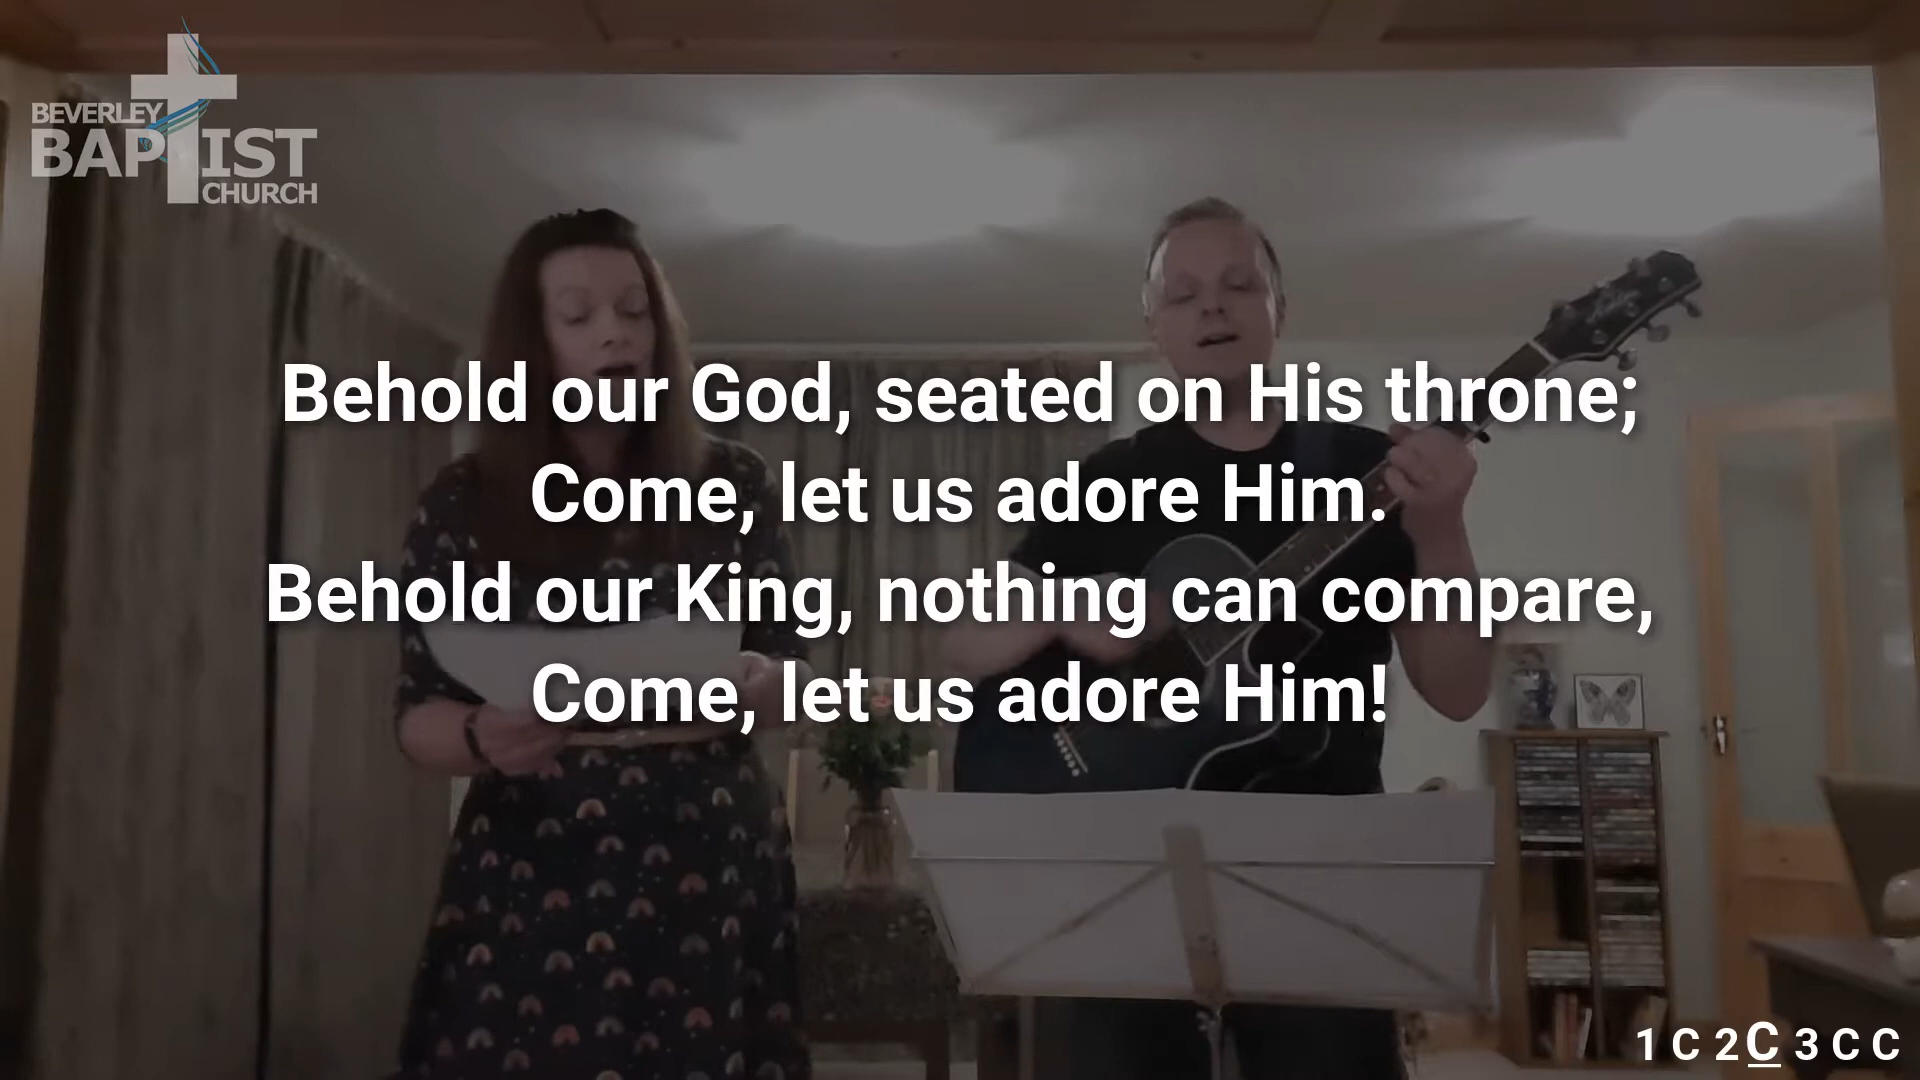 BEVERLEY
BAPTIST
CHURCH
Behold our God, seated on His throne;
Come, let us adore Him.
Behold our King, nothing can compare,
Come, let us adore Him!
1 C 2 C 3 C C